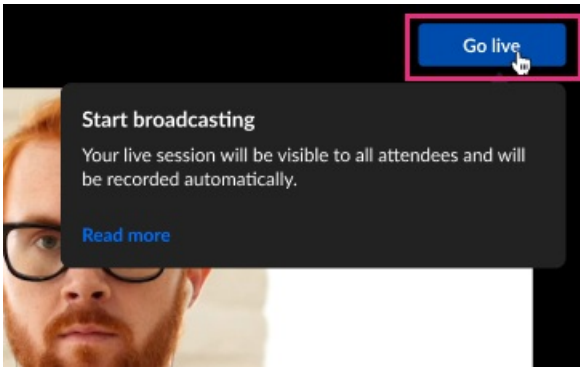 Go live
Start broadcasting
Your live session will be visible to all attendees and will
be recorded automatically.
Read more